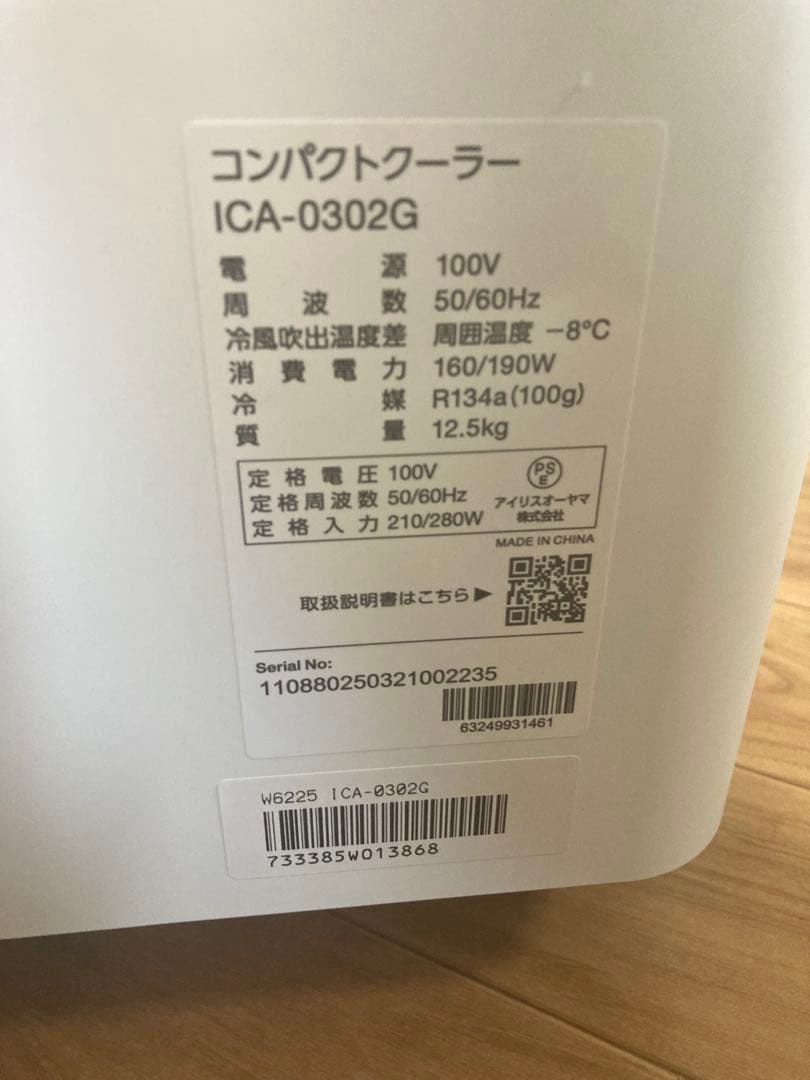 コンパクトクーラー
ICA-0302G
電源 100V
周波数 50/60Hz
冷風吹出温度差 周囲温度 -8℃
消費電力 160/190W
冷媒 R134a(100g)
質量 12.5kg
定格電圧 100V
定格周波数 50/60Hz
定格入力 210/280W
PSE
アイリスオーヤマ
株式会社
MADE IN CHINA
取扱説明書はこちら▶
Serial No:
110880250321002235
63249931461
W6225 ICA-0302G
733385W013868